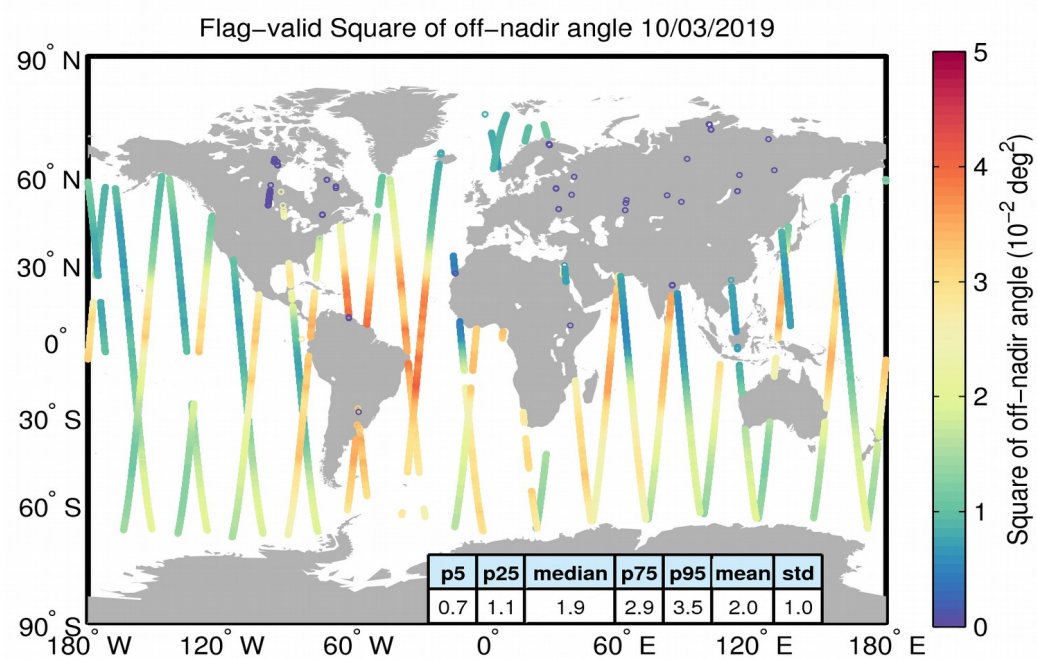 Flag−valid Square of off−nadir angle 10/03/2019
90° N
60° N
30° N
0°
30° S
60° S
90° S
180° W
120° W
60° W
0°
60° E
120° E
180° E
p5 p25 median p75 p95 mean std
0.7 1.1 1.9 2.9 3.5 2.0 1.0
5
4
3
2
1
0
Square of off−nadir angle (10⁻² deg²)